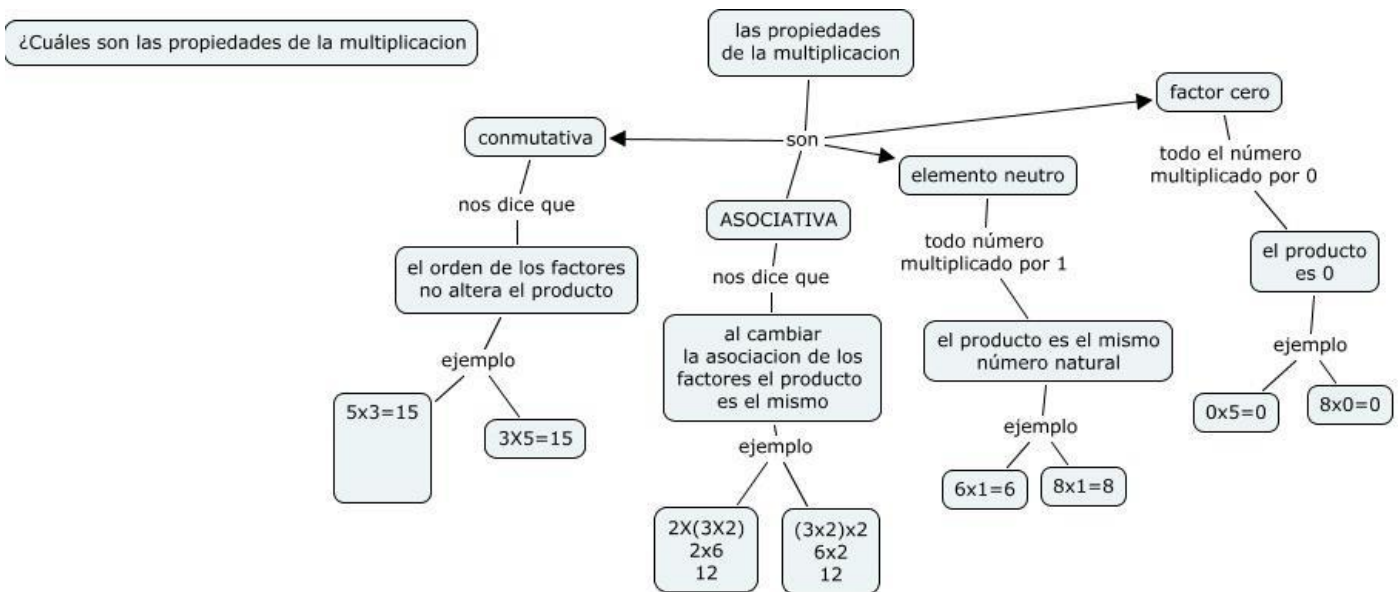 ¿Cuáles son las propiedades de la multiplicacion
las propiedades
de la multiplicacion
son
conmutativa
nos dice que
el orden de los factores
no altera el producto
ejemplo
5x3=15
3X5=15
ASOCIATIVA
nos dice que
al cambiar
la asociacion de los
factores el producto
es el mismo
ejemplo
2X(3X2)
2x6
12
(3x2)x2
6x2
12
elemento neutro
todo número
multiplicado por 1
el producto es el mismo
número natural
ejemplo
6x1=6
8x1=8
factor cero
todo el número
multiplicado por 0
el producto
es 0
ejemplo
0x5=0
8x0=0